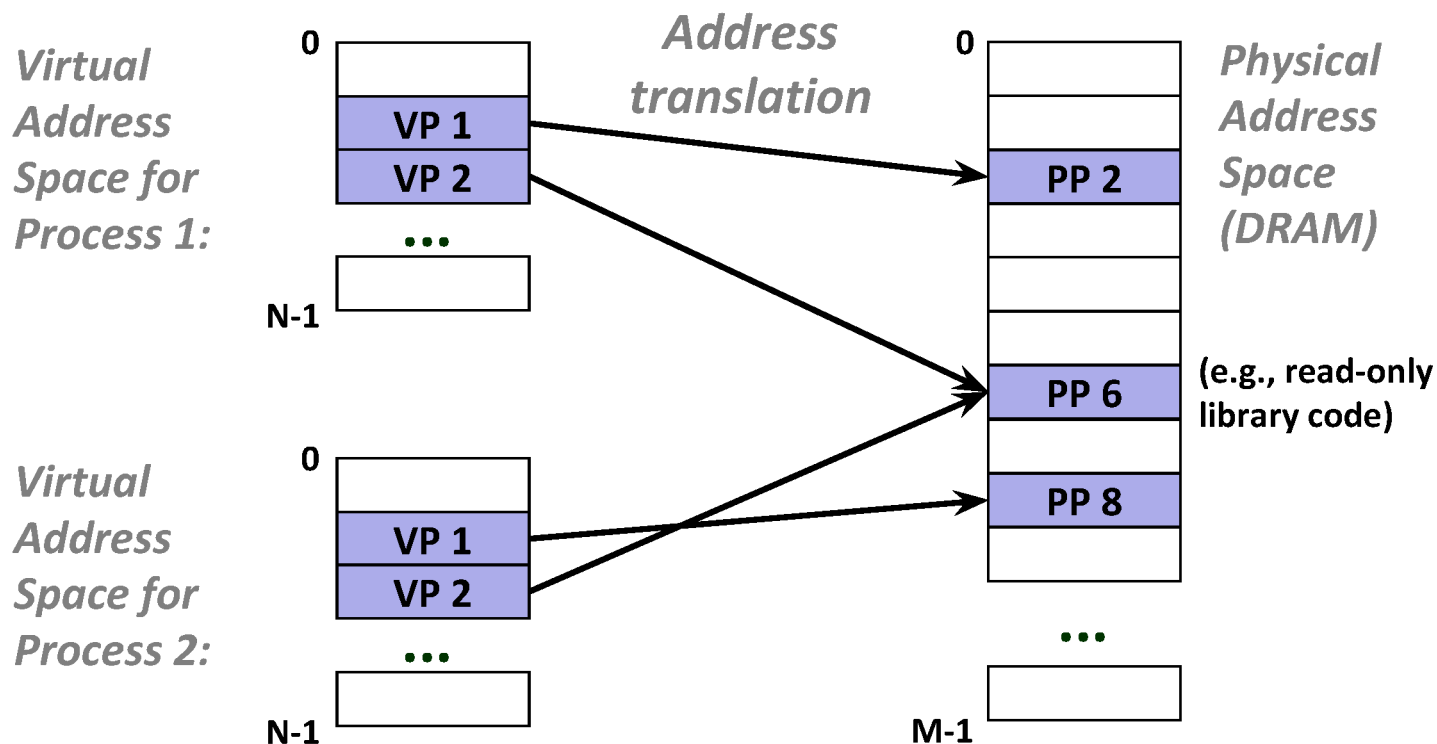 Virtual
Address
Space for
Process 1:
0
VP 1
VP 2
...
N-1
Address
translation
0
PP 2
PP 6
PP 8
...
M-1
Physical
Address
Space
(DRAM)
(e.g., read-only
library code)
Virtual
Address
Space for
Process 2:
0
VP 1
VP 2
...
N-1